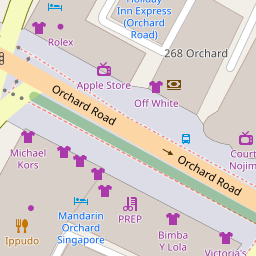 Holiday
Inn Express
(Orchard
Road)
Rolex
268 Orchard
Apple Store
Off White
Orchard Road
Michael
Kors
Orchard Road
Court
Nojim
Mandarin
Orchard
Singapore
PREP
Ippudo
Bimba
Y Lola
Victoria's